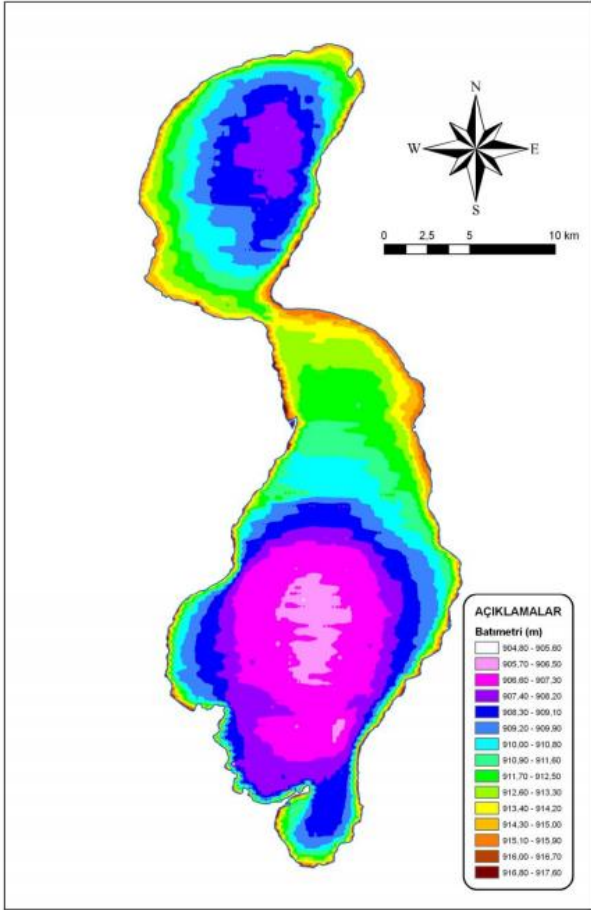 N
W E
S
0 2,5 5 10 km
AÇIKLAMALAR
Batımetri (m)
904,80 - 905,60
905,70 - 906,50
906,60 - 907,30
907,40 - 908,20
908,30 - 909,10
909,20 - 909,90
910,00 - 910,80
910,90 - 911,60
911,70 - 912,50
912,60 - 913,30
913,40 - 914,20
914,30 - 915,00
915,10 - 915,90
916,00 - 916,70
916,80 - 917,60